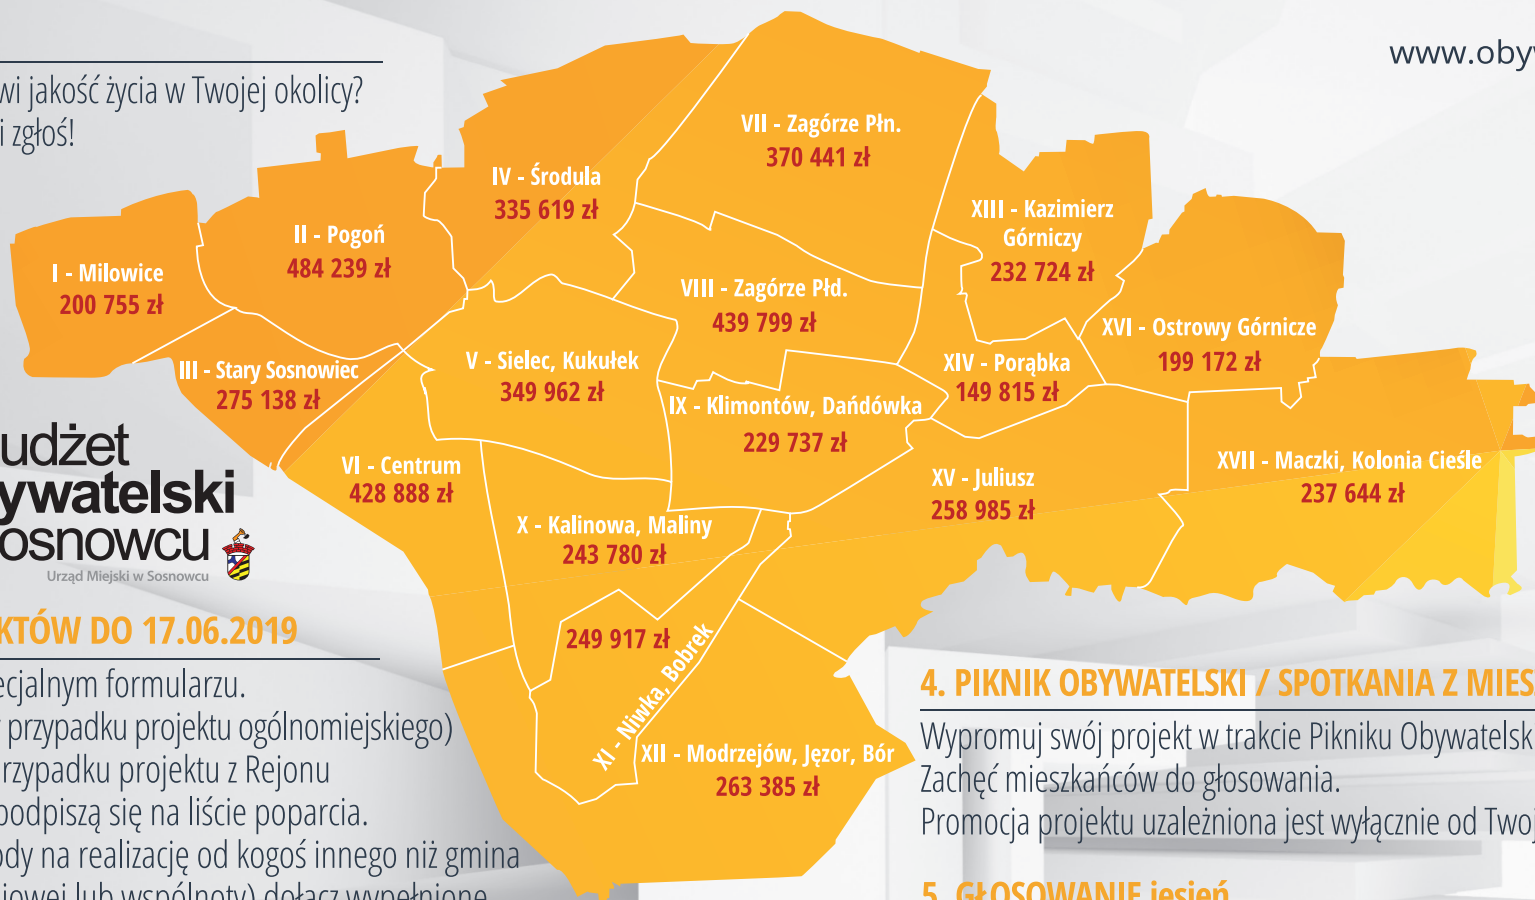 www.oby
wi jakość życia w Twojej okolicy?
i zgłoś!
I - Milowice
200 755 zł
II - Pogoń
484 239 zł
III - Stary Sosnowiec
275 138 zł
IV - Środula
335 619 zł
V - Sielec, Kukułek
349 962 zł
VI - Centrum
428 888 zł
VII - Zagórze Płn.
370 441 zł
VIII - Zagórze Płd.
439 799 zł
IX - Klimontów, Dańdówka
229 737 zł
X - Kalinowa, Maliny
243 780 zł
XI - Niwka, Bobrek
249 917 zł
XII - Modrzejów, Jęzor, Bór
263 385 zł
XIII - Kazimierz
Górniczy
232 724 zł
XIV - Porąbka
149 815 zł
XV - Juliusz
258 985 zł
XVI - Ostrowy Górnicze
199 172 zł
XVII - Maczki, Kolonia Cieśle
237 644 zł
udżet
ywatelski
osnowcu
Urząd Miejski w Sosnowcu
KTÓW DO 17.06.2019
ecjalnym formularzu.
przypadku projektu ogólnomiejskiego)
rzypadku projektu z Rejonu
podpiszą się na liście poparcia.
ody na realizację od kogoś innego niż gmina
jowej lub wspólnoty) dołącz wypełnione
4. PIKNIK OBYWATELSKI / SPOTKANIA Z MIES
Wypromuj swój projekt w trakcie Pikniku Obywatelsk
Zachęć mieszkańców do głosowania.
Promocja projektu uzależniona jest wyłącznie od Twoj
5. GŁOSOWANIE jesień